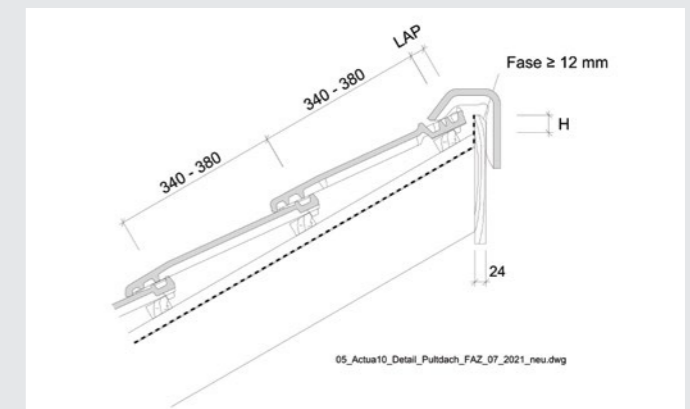 LAP
Fase ≥ 12 mm
340 - 380
H
340 - 380
24
05_Actua10_Detail_Pultdach_FAZ_07_2021_neu.dwg